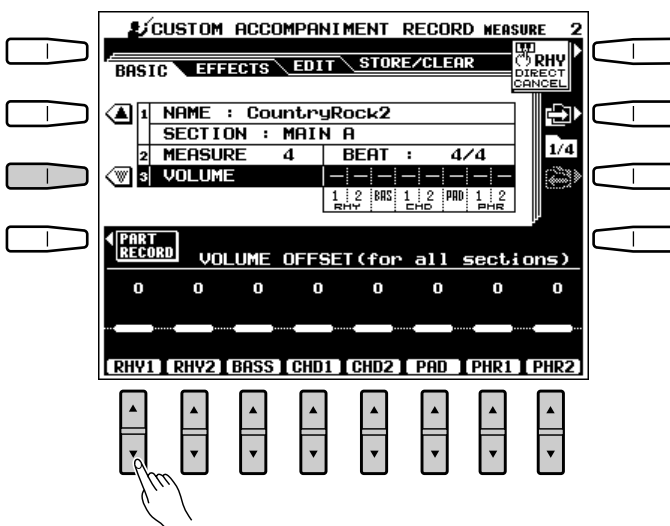 CUSTOM ACCOMPANIMENT RECORD MEASURE 2
BASIC EFFECTS EDIT STORE/CLEAR
RHY
DIRECT
CANCEL
1 NAME : CountryRock2
SECTION : MAIN A
2 MEASURE 4 BEAT : 4/4
1/4
3 VOLUME
1 2 BAS 1 2 PAD 1 2
RHY CHD PHR
PART
RECORD
VOLUME OFFSET(for all sections)
0 0 0 0 0 0 0 0
RHY1 RHY2 BASS CHD1 CHD2 PAD PHR1 PHR2